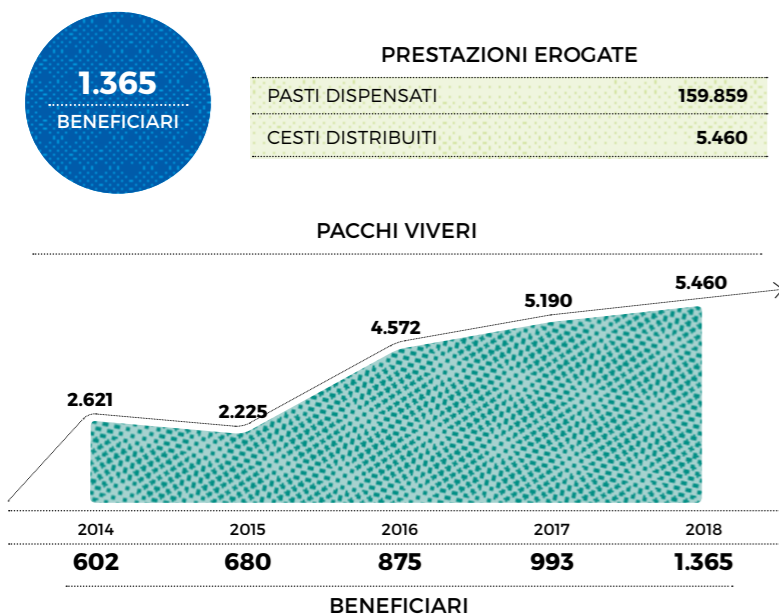 1.365
BENEFICIARI
PRESTAZIONI EROGATE
PASTI DISPENSATI 159.859
CESTI DISTRIBUITI 5.460
PACCHI VIVERI
2.621 2.225 4.572 5.190 5.460
2014 2015 2016 2017 2018
602 680 875 993 1.365
BENEFICIARI